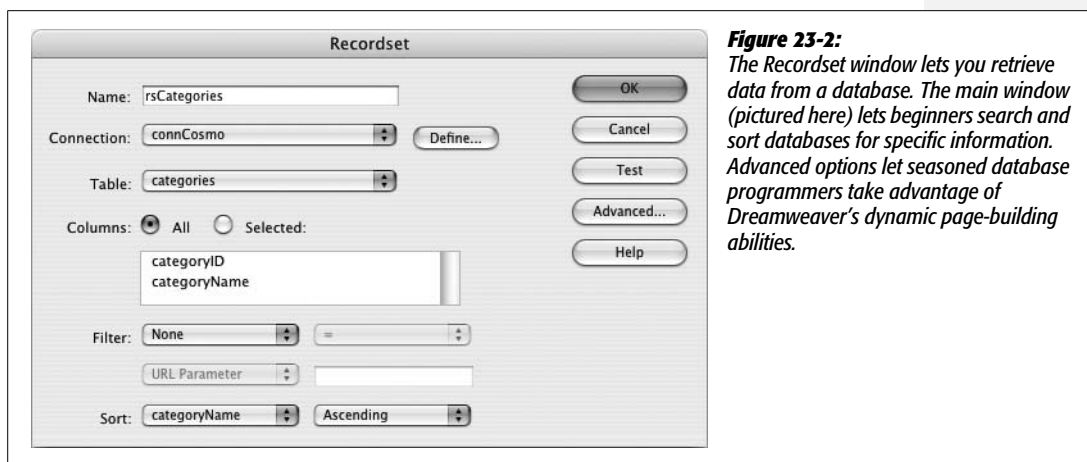 Recordset
Name: rsCategories
Connection: connCosmo Define...
Table: categories
Columns: All Selected:
categoryID
categoryName
Filter: None =
URL Parameter
Sort: categoryName Ascending
OK
Cancel
Test
Advanced...
Help
Figure 23-2:
The Recordset window lets you retrieve
data from a database. The main window
(pictured here) lets beginners search and
sort databases for specific information.
Advanced options let seasoned database
programmers take advantage of
Dreamweaver's dynamic page-building
abilities.